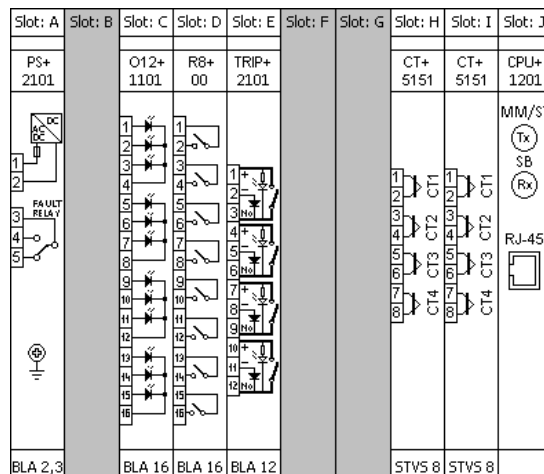 Slot: A Slot: B Slot: C Slot: D Slot: E Slot: F Slot: G Slot: H Slot: I Slot: J
PS+ 2101
O12+ 1101
R8+ 00
TRIP+ 2101
CT+ 5151
CT+ 5151
CPU+ 1201
AC DC
DC
1
2
FAULT RELAY
3
4
5
1
2
3
4
5
6
7
8
9
10
11
12
13
14
15
16
1
2
3
4
5
6
7
8
9
10
11
12
13
14
15
16
1 +
2 -
3 No
4 +
5 -
6 No
7 +
8 -
9 No
10 +
11 -
12 No
1
2
CT1
3
4
CT2
5
6
CT3
7
8
CT4
1
2
CT1
3
4
CT2
5
6
CT3
7
8
CT4
MM/S
Tx
SB
Rx
RJ-45
BLA 2,3 BLA 16 BLA 16 BLA 12 STVS 8 STVS 8